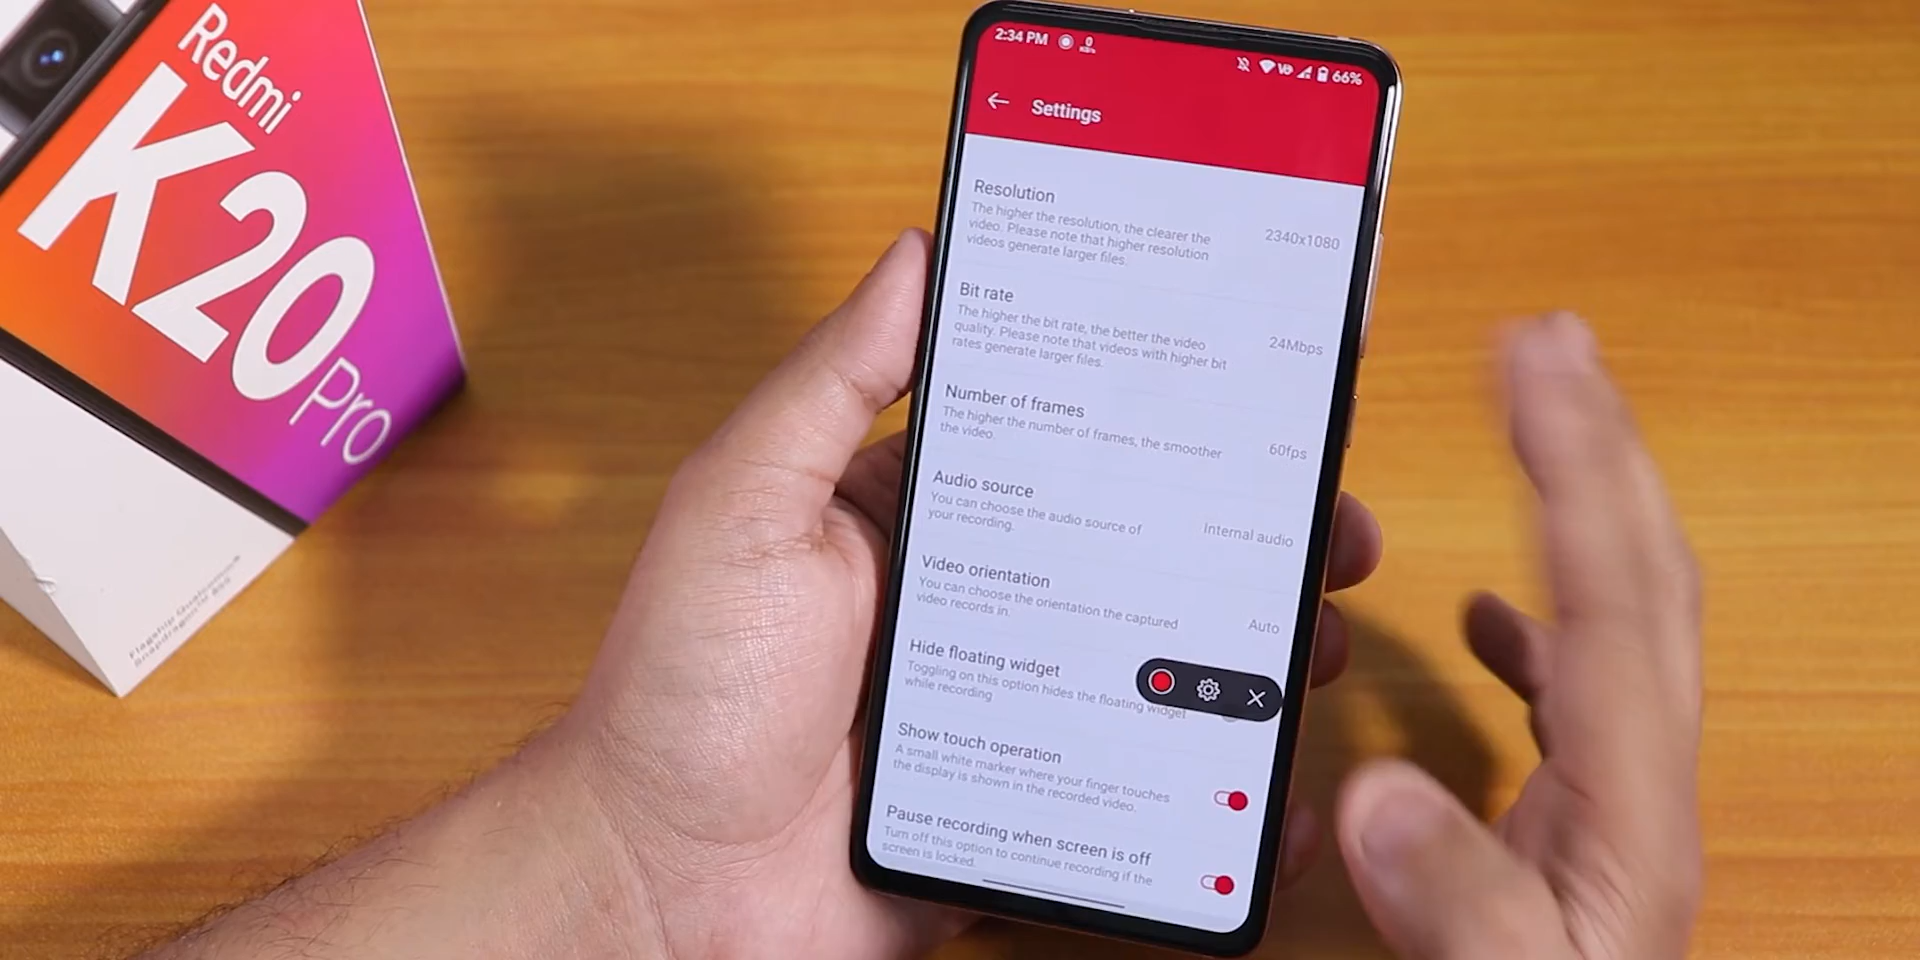 Redmi
K20 Pro
Flagship Qualcomm™
Snapdragon™ 855
2:34 PM
0
KB/s
66%
Settings
Resolution
The higher the resolution, the clearer the
video. Please note that higher resolution
videos generate larger files.
2340x1080
Bit rate
The higher the bit rate, the better the video
quality. Please note that videos with higher bit
rates generate larger files.
24Mbps
Number of frames
The higher the number of frames, the smoother
the video.
60fps
Audio source
You can choose the audio source of
your recording.
Internal audio
Video orientation
You can choose the orientation the captured
video records in.
Auto
Hide floating widget
Toggling on this option hides the floating widget
while recording
Show touch operation
A small white marker where your finger touches
the display is shown in the recorded video.
Pause recording when screen is off
Turn off this option to continue recording if the
screen is locked.